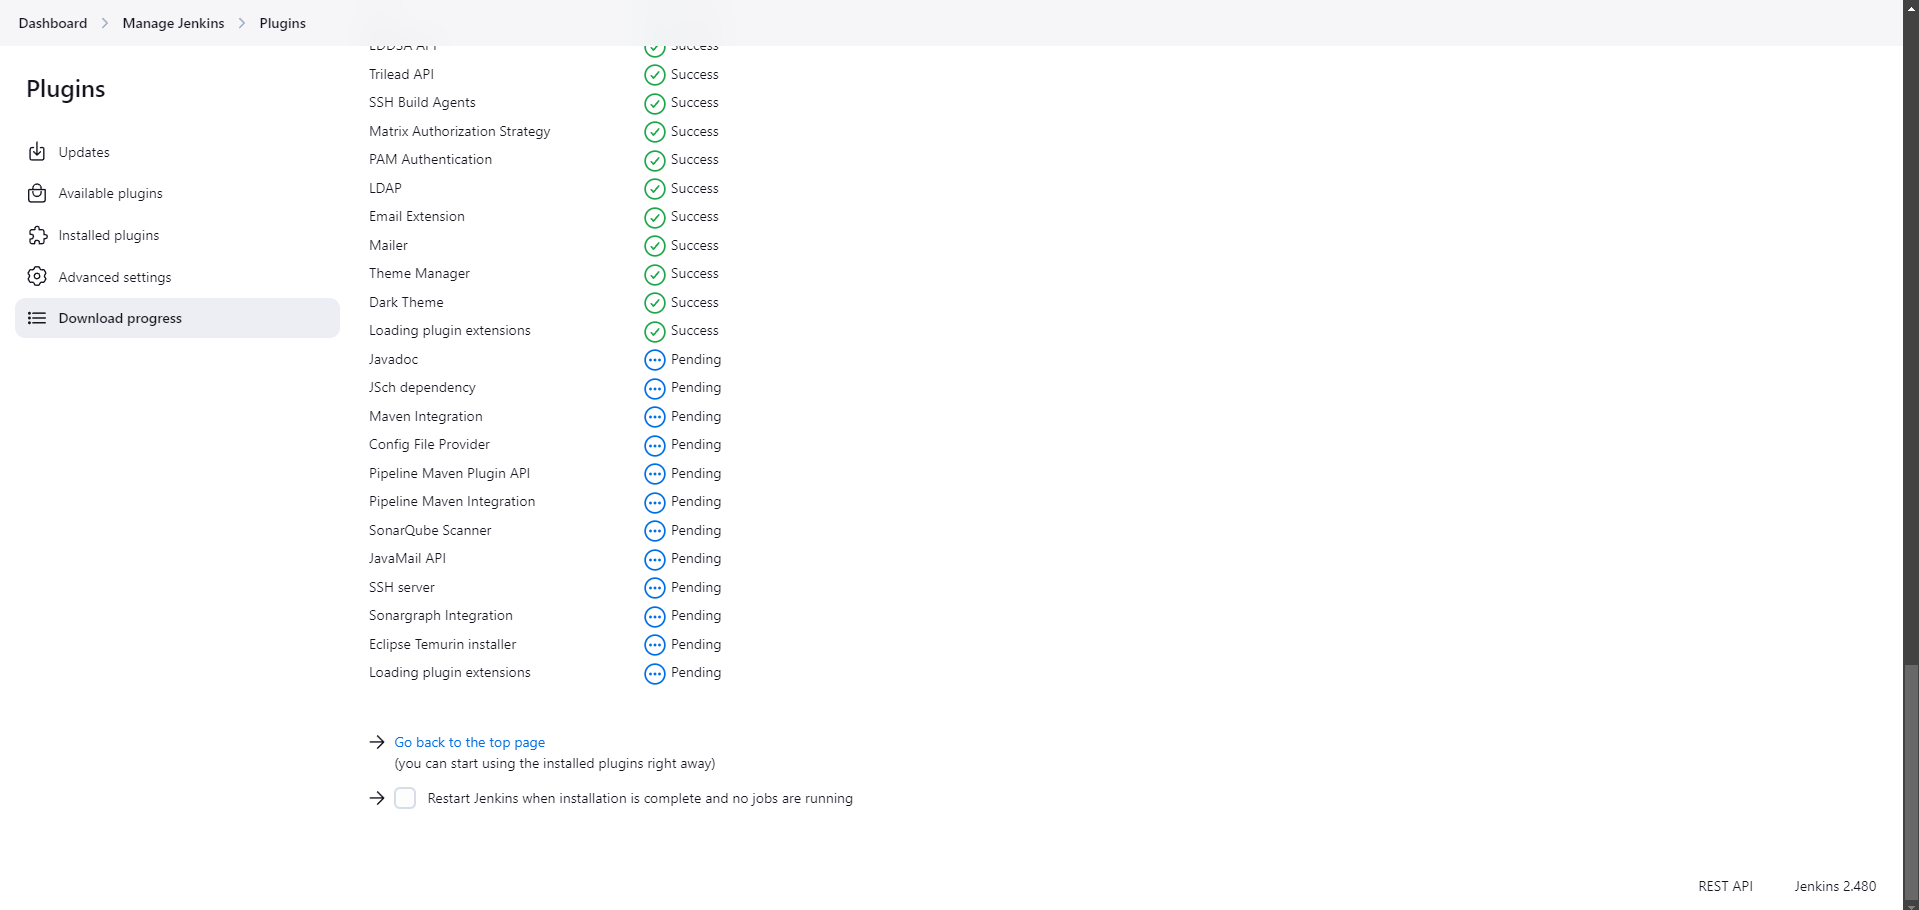 Dashboard > Manage Jenkins > Plugins
Plugins
Updates
Available plugins
Installed plugins
Advanced settings
Download progress
EDDSA API Success
Trilead API Success
SSH Build Agents Success
Matrix Authorization Strategy Success
PAM Authentication Success
LDAP Success
Email Extension Success
Mailer Success
Theme Manager Success
Dark Theme Success
Loading plugin extensions Success
Javadoc Pending
JSch dependency Pending
Maven Integration Pending
Config File Provider Pending
Pipeline Maven Plugin API Pending
Pipeline Maven Integration Pending
SonarQube Scanner Pending
JavaMail API Pending
SSH server Pending
Sonargraph Integration Pending
Eclipse Temurin installer Pending
Loading plugin extensions Pending
Go back to the top page
(you can start using the installed plugins right away)
Restart Jenkins when installation is complete and no jobs are running
REST API Jenkins 2.480